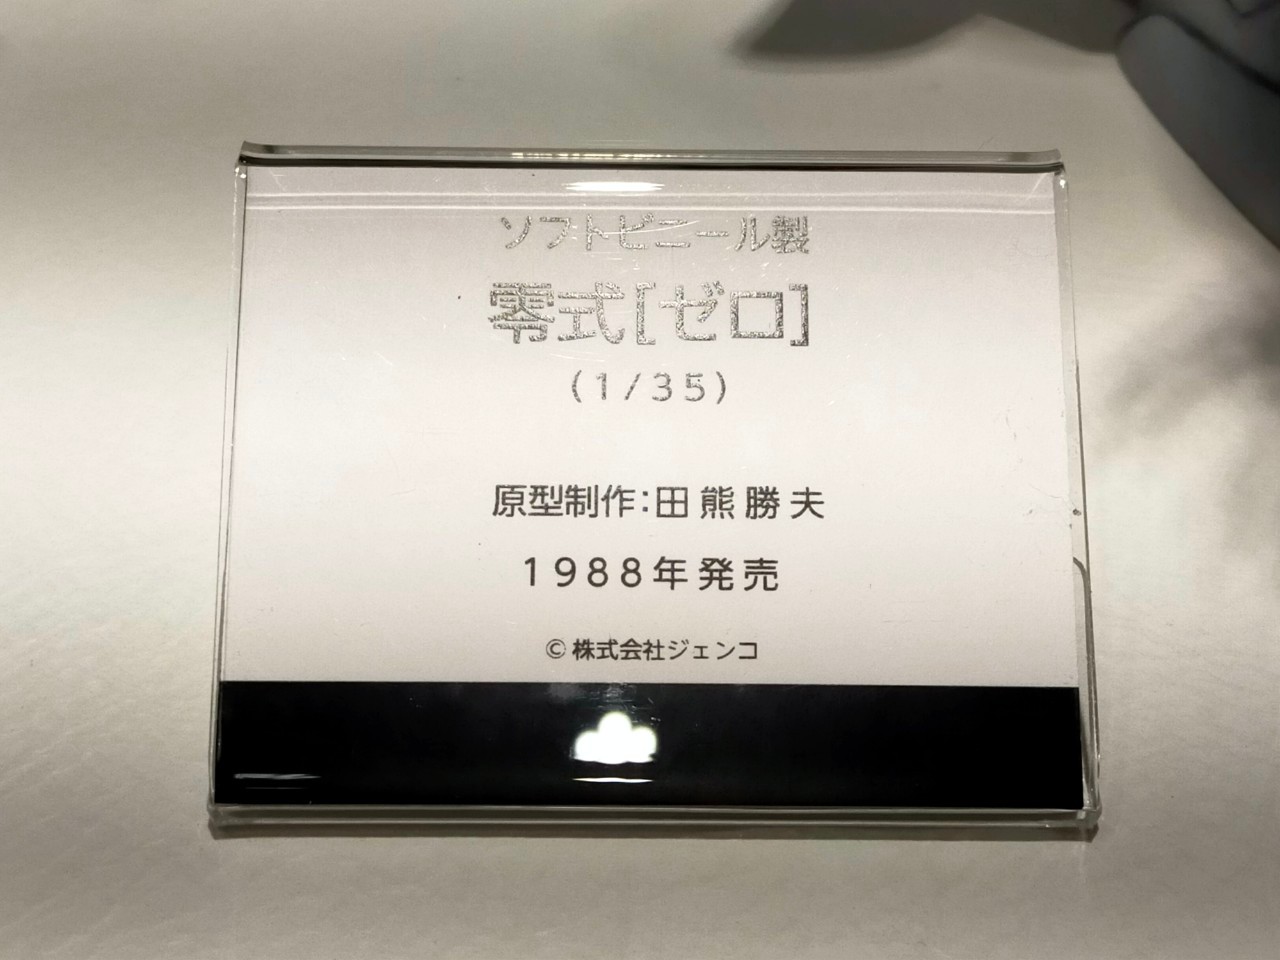 ソフトビニール製
零式[ゼロ]
(1/35)
原型制作:田熊勝夫
1988年発売
© 株式会社ジェンコ